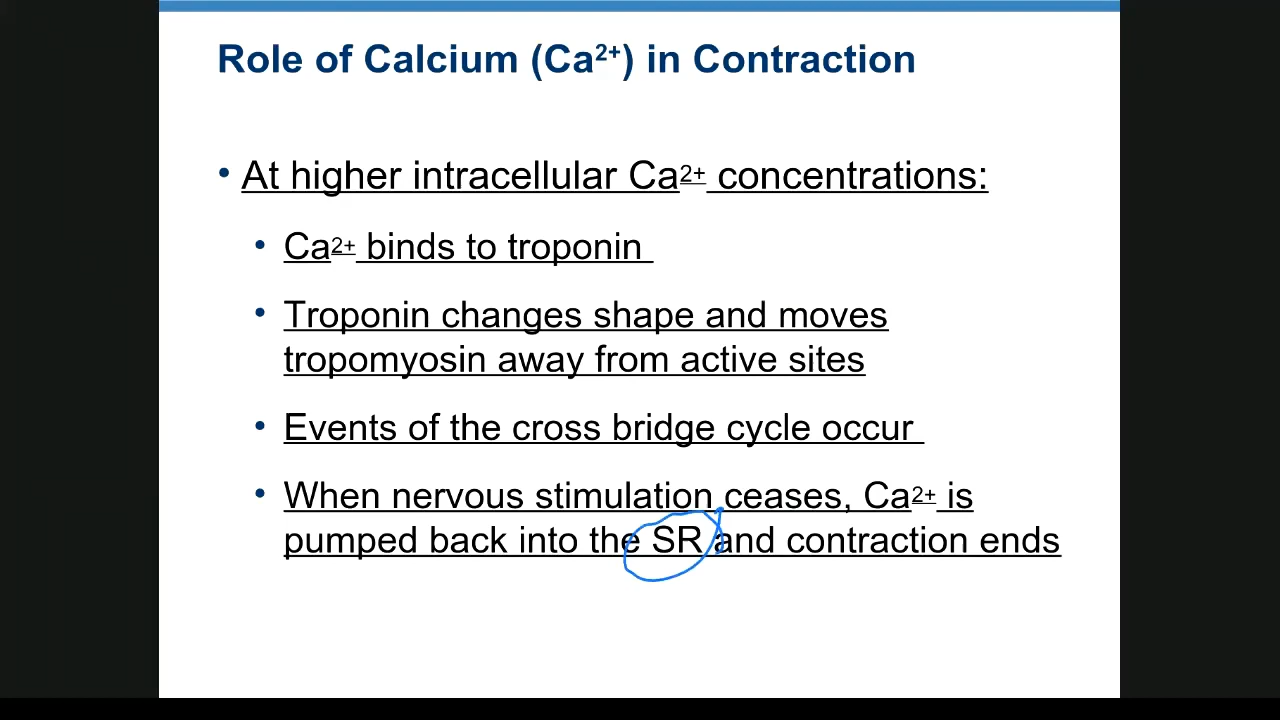 Role of Calcium (Ca²⁺) in Contraction
• At higher intracellular Ca²⁺ concentrations:
• Ca²⁺ binds to troponin
• Troponin changes shape and moves
tropomyosin away from active sites
• Events of the cross bridge cycle occur
• When nervous stimulation ceases, Ca²⁺ is
pumped back into the SR and contraction ends